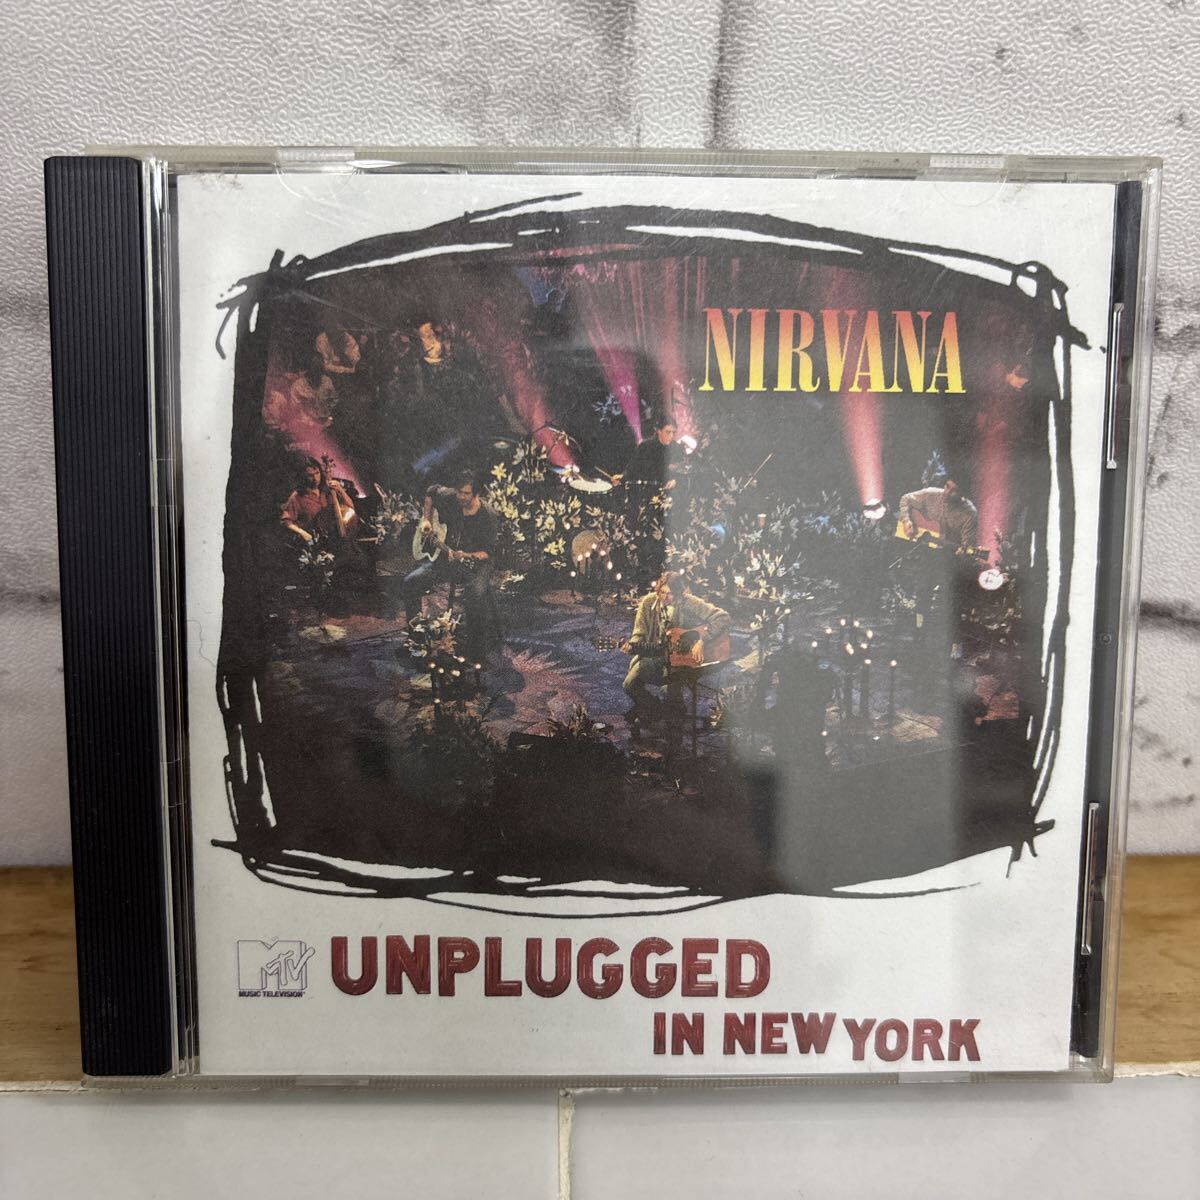 NIRVANA
MTV
MUSIC TELEVISION
UNPLUGGED
IN NEW YORK